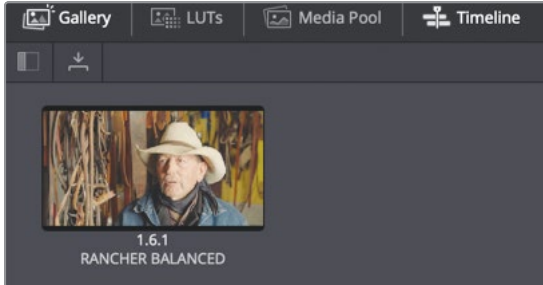 Gallery
LUTs
Media Pool
Timeline
1.6.1
RANCHER BALANCED